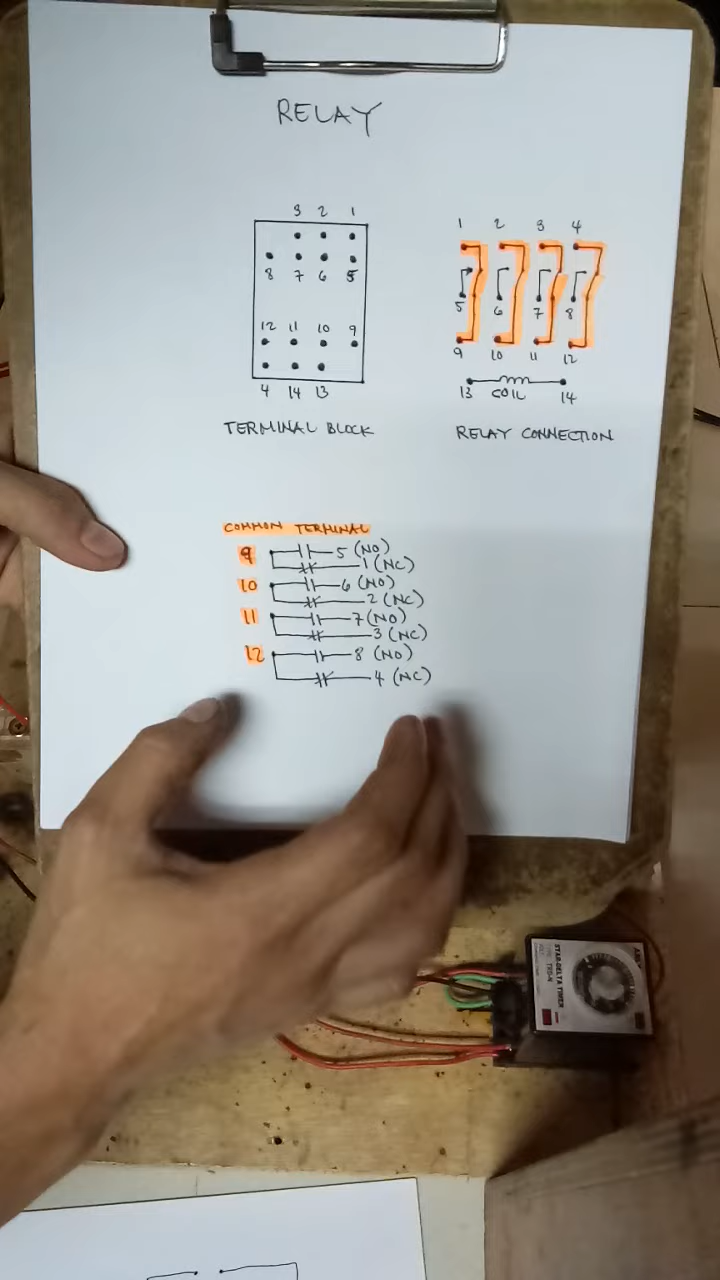 RELAY
3 2 1
8 7 6 5
12 11 10 9
4 14 13
TERMINAL BLOCK
1 2 3 4
5 6 7 8
9 10 11 12
13 COIL 14
RELAY CONNECTION
COMMON TERMINAL
9 5 (NO)
1 (NC)
10 6 (NO)
2 (NC)
11 7 (NO)
3 (NC)
12 8 (NO)
4 (NC)
STAR-DELTA TIMER